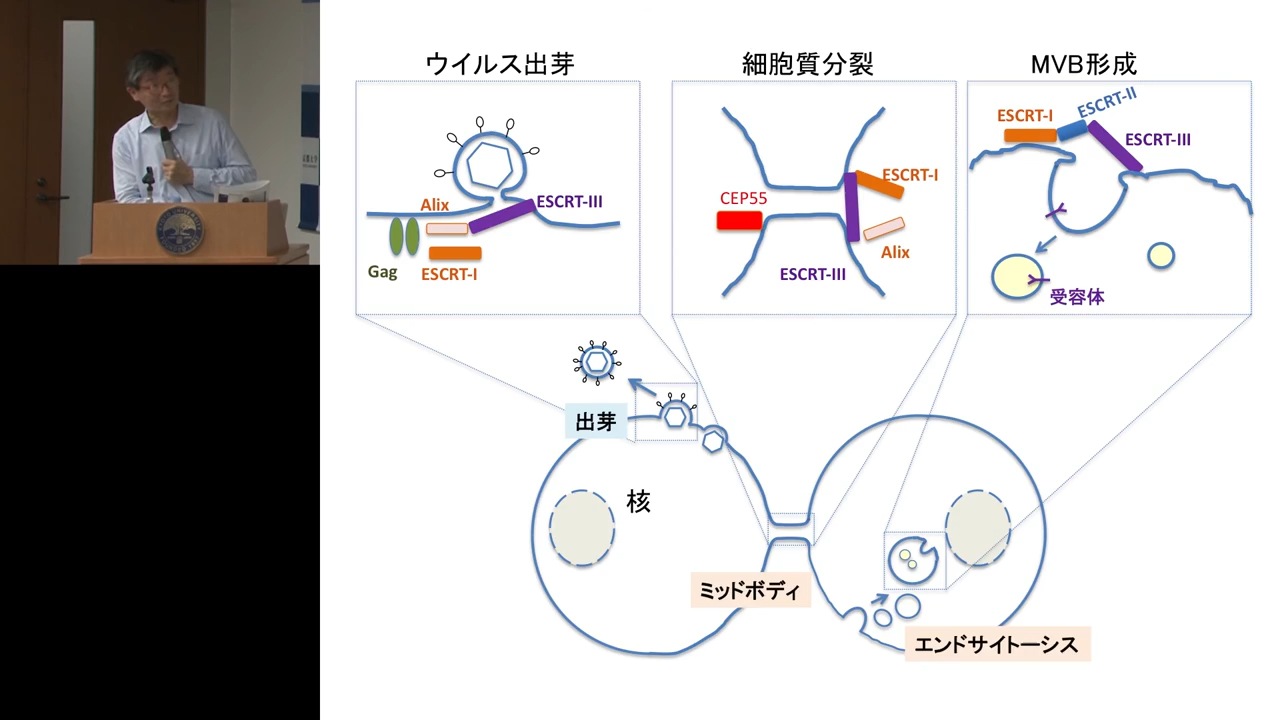 ウイルス出芽
細胞質分裂
MVB形成
Alix
ESCRT-III
Gag
ESCRT-I
CEP55
ESCRT-I
ESCRT-III
Alix
ESCRT-I
ESCRT-II
ESCRT-III
受容体
出芽
核
ミッドボディ
エンドサイトーシス